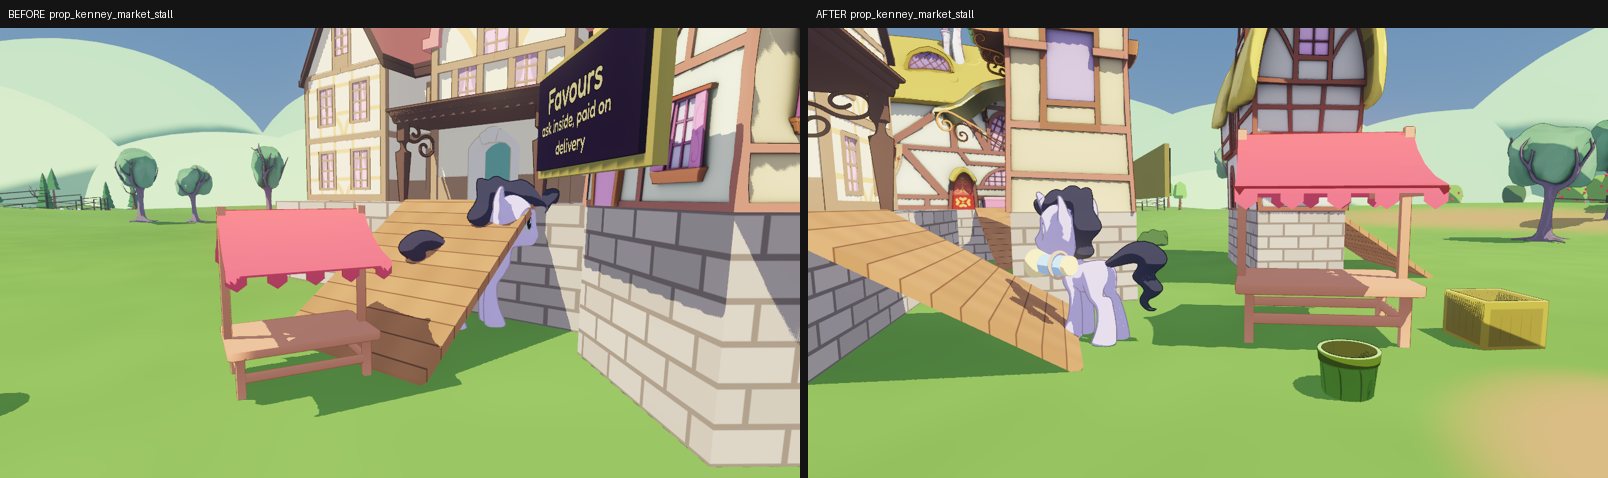 BEFORE prop_kenney_market_stall
AFTER prop_kenney_market_stall
Favours
ask inside, paid on
delivery